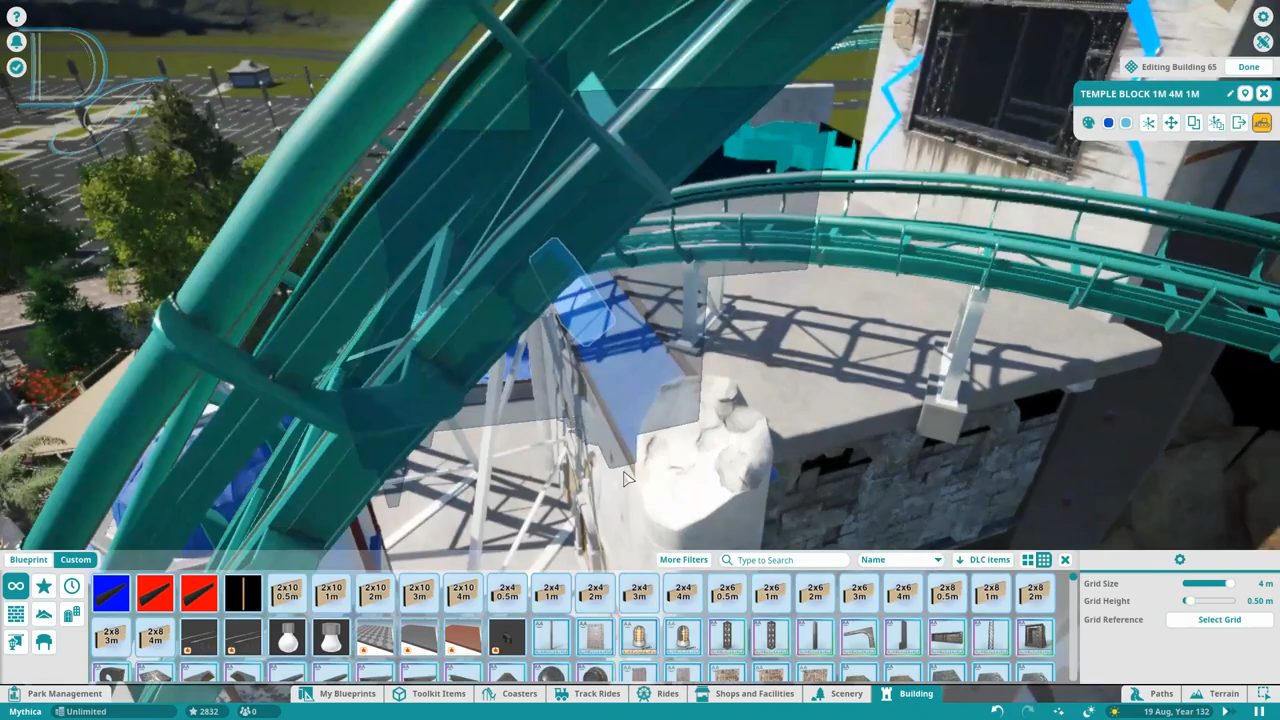 Editing Building 65
Done
TEMPLE BLOCK 1M 4M 1M
Blueprint
Custom
More Filters
Type to Search
Name
DLC items
2x10 0.5m
2x10 1m
2x10 2m
2x10 3m
2x10 4m
2x4 0.5m
2x4 1m
2x4 2m
2x4 3m
2x4 4m
2x6 0.5m
2x6 1m
2x6 2m
2x6 3m
2x6 4m
2x8 0.5m
2x8 1m
2x8 2m
2x8 3m
2x8 4m
Grid Size
4 m
Grid Height
0.50 m
Grid Reference
Select Grid
Park Management
My Blueprints
Toolkit Items
Coasters
Track Rides
Rides
Shops and Facilities
Scenery
Building
Paths
Terrain
Mythica
Unlimited
2832
0
19 Aug, Year 132